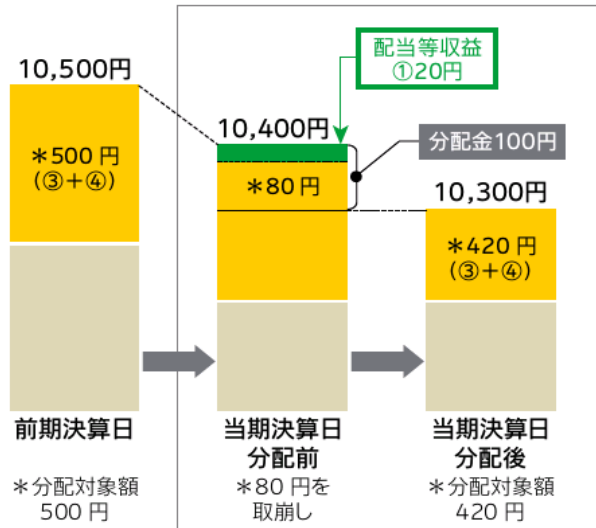 配当等収益
①20円
10,500円
10,400円
分配金100円
*500 円
(③+④)
*80 円
10,300円
*420 円
(③+④)
前期決算日
当期決算日
分配前
当期決算日
分配後
*分配対象額
500 円
*80 円を
取崩し
*分配対象額
420 円